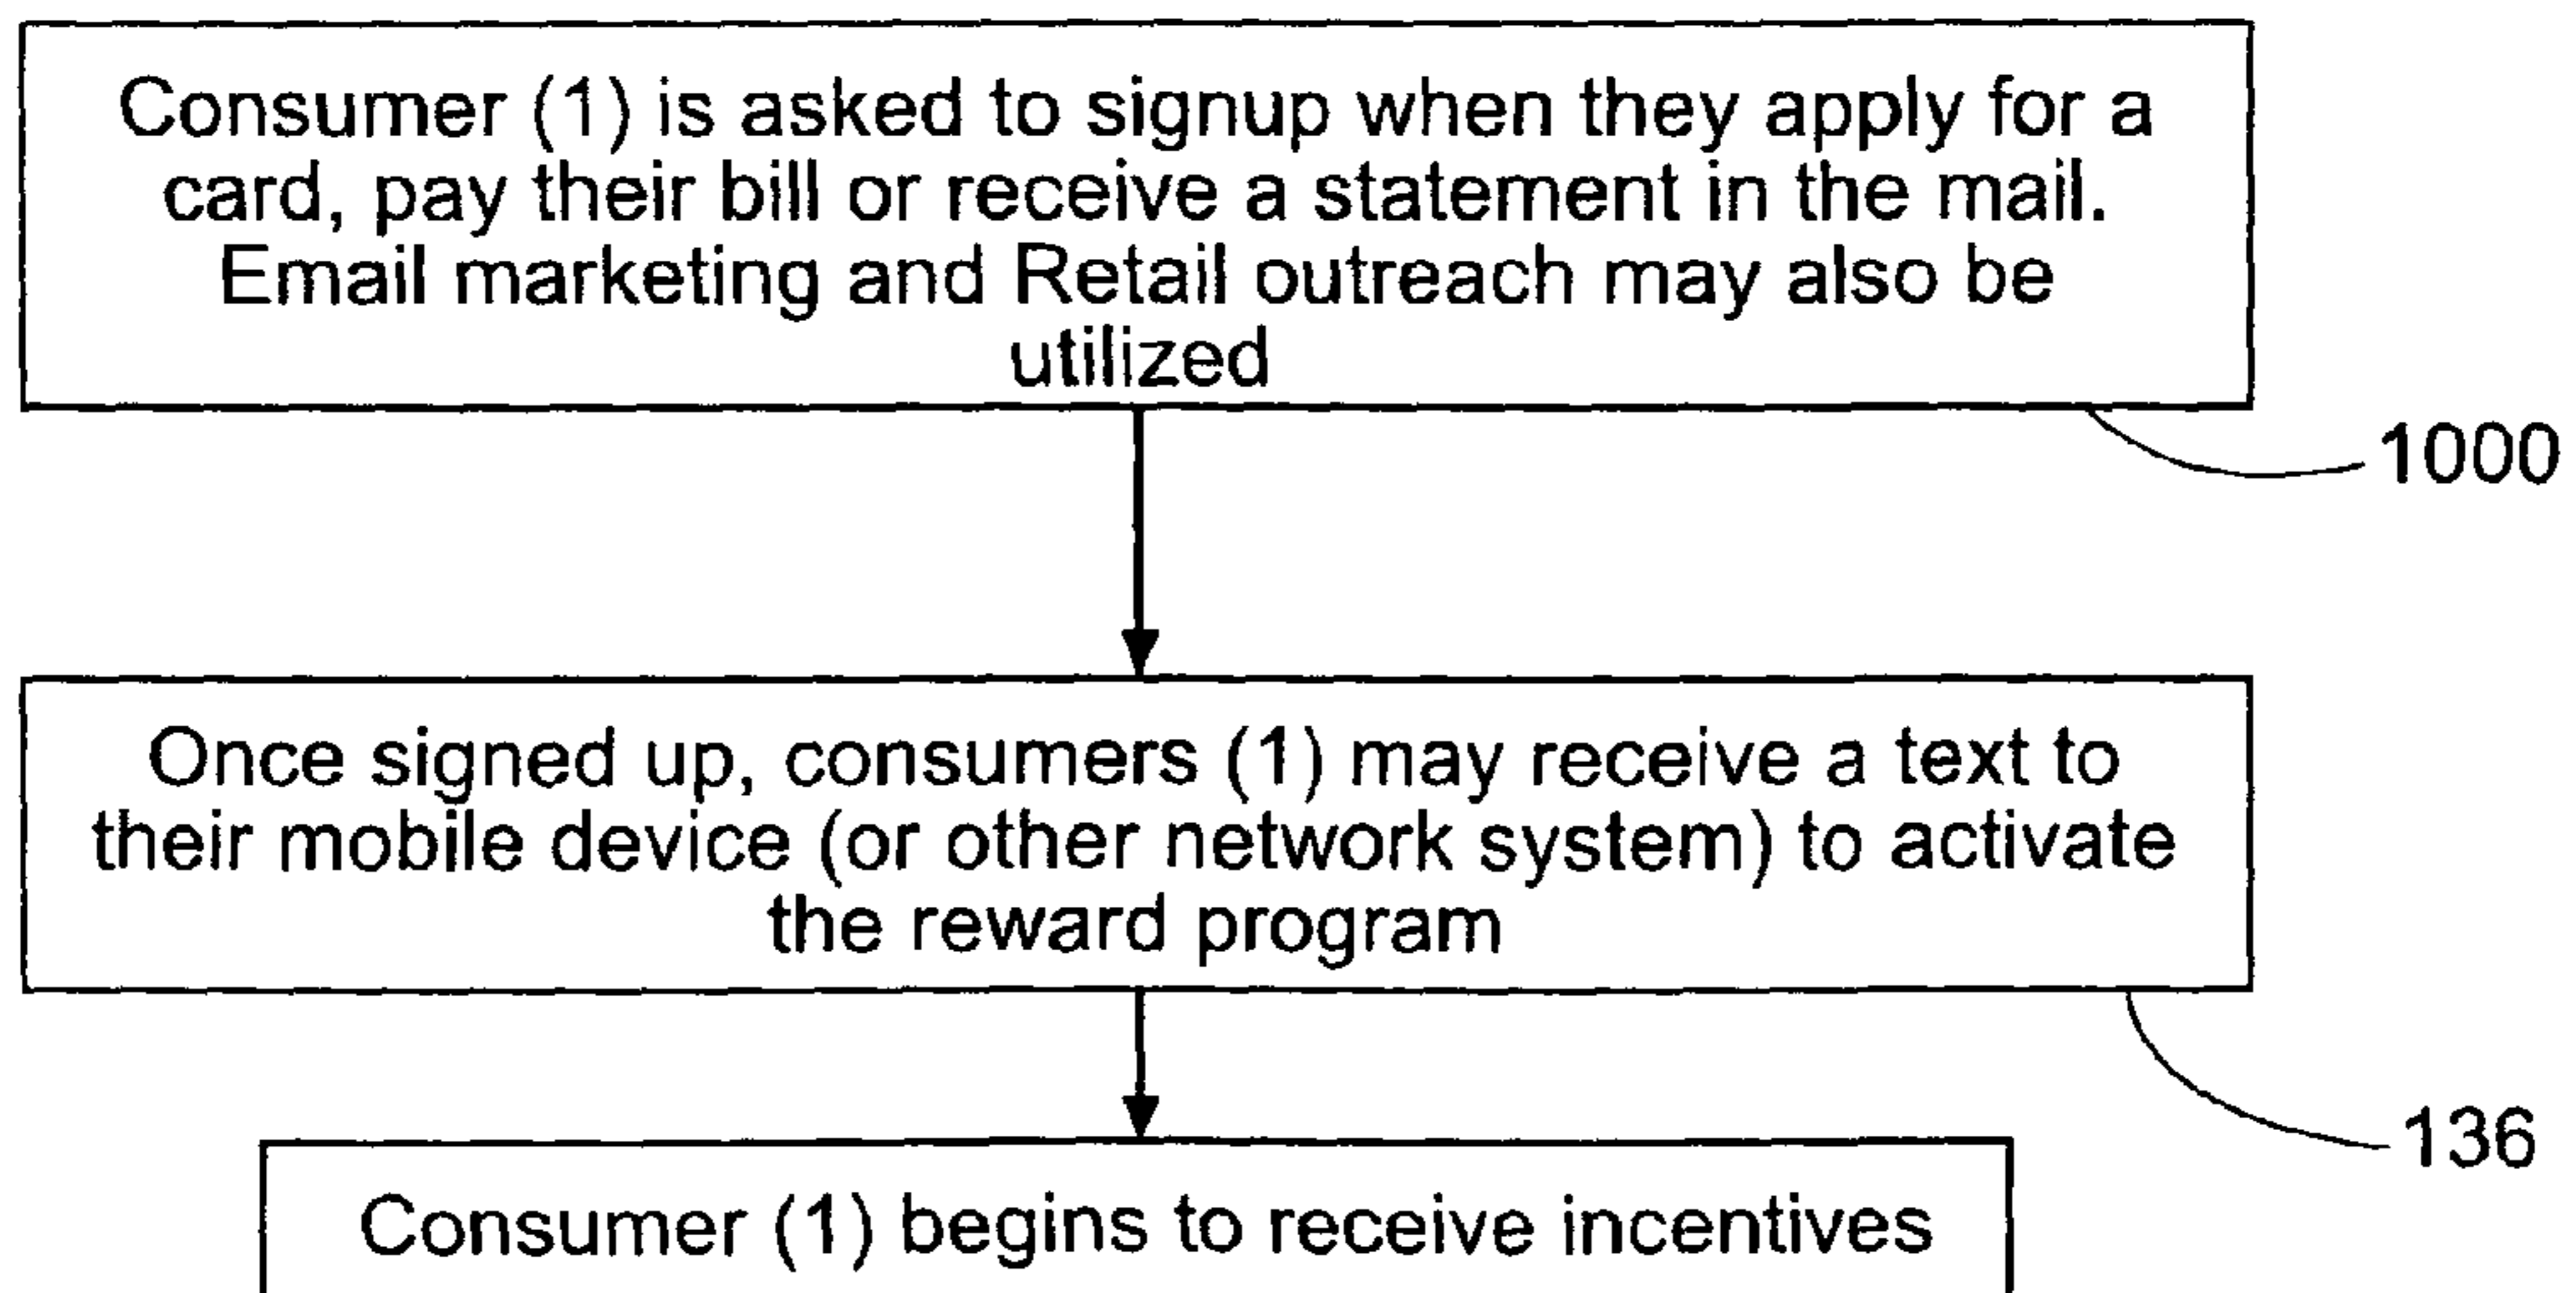 Consumer (1) is asked to signup when they apply for a
card, pay their bill or receive a statement in the mail.
Email marketing and Retail outreach may also be
utilized
1000
Once signed up, consumers (1) may receive a text to
their mobile device (or other network system) to activate
the reward program
136
Consumer (1) begins to receive incentives